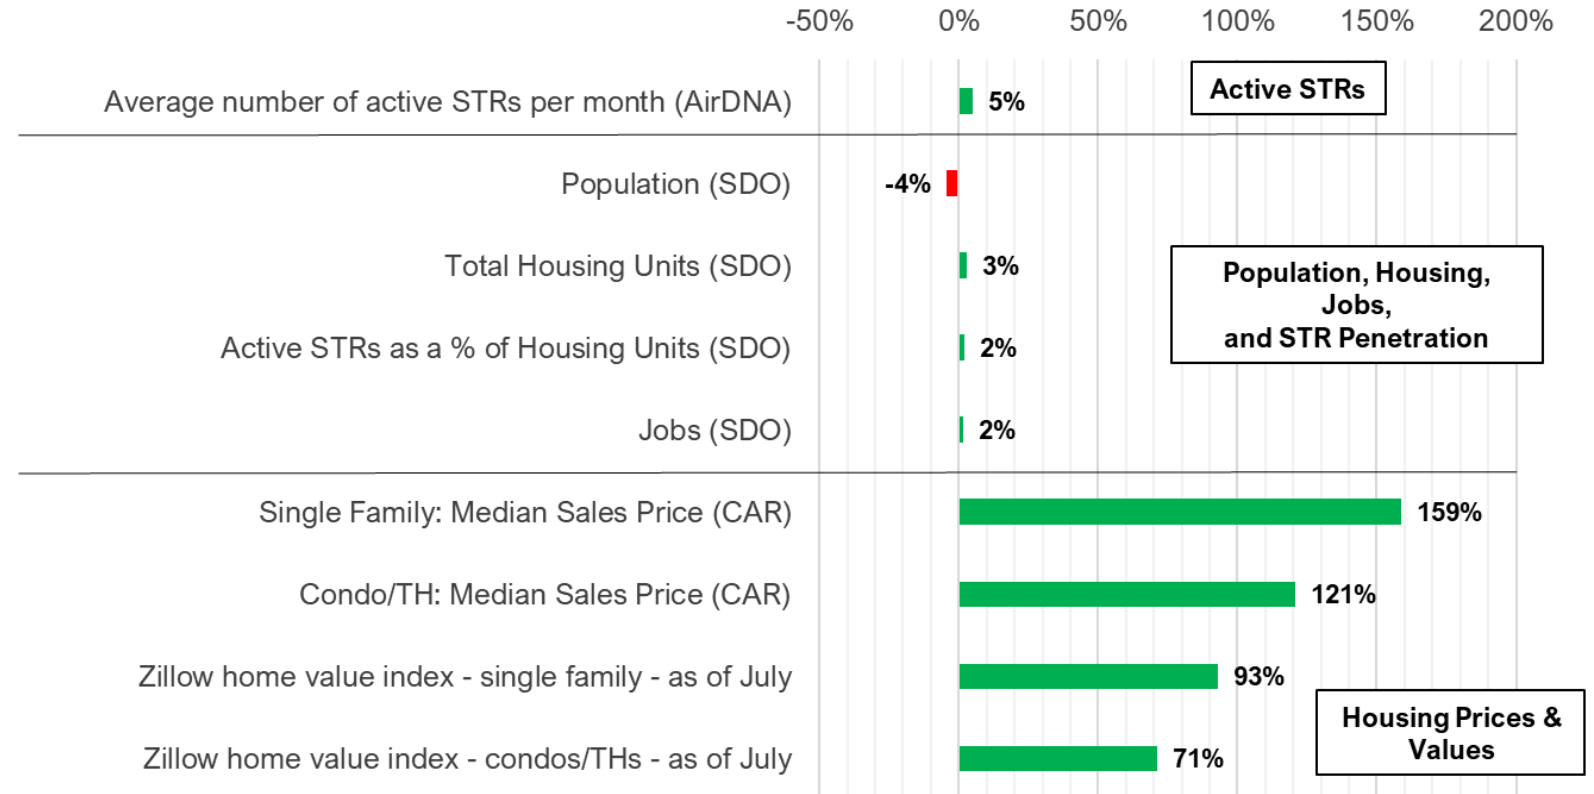 -50% 0% 50% 100% 150% 200%
Average number of active STRs per month (AirDNA) 5%
Active STRs
Population (SDO) -4%
Total Housing Units (SDO) 3%
Population, Housing,
Jobs,
and STR Penetration
Active STRs as a % of Housing Units (SDO) 2%
Jobs (SDO) 2%
Single Family: Median Sales Price (CAR) 159%
Condo/TH: Median Sales Price (CAR) 121%
Zillow home value index - single family - as of July 93%
Housing Prices &
Values
Zillow home value index - condos/THs - as of July 71%